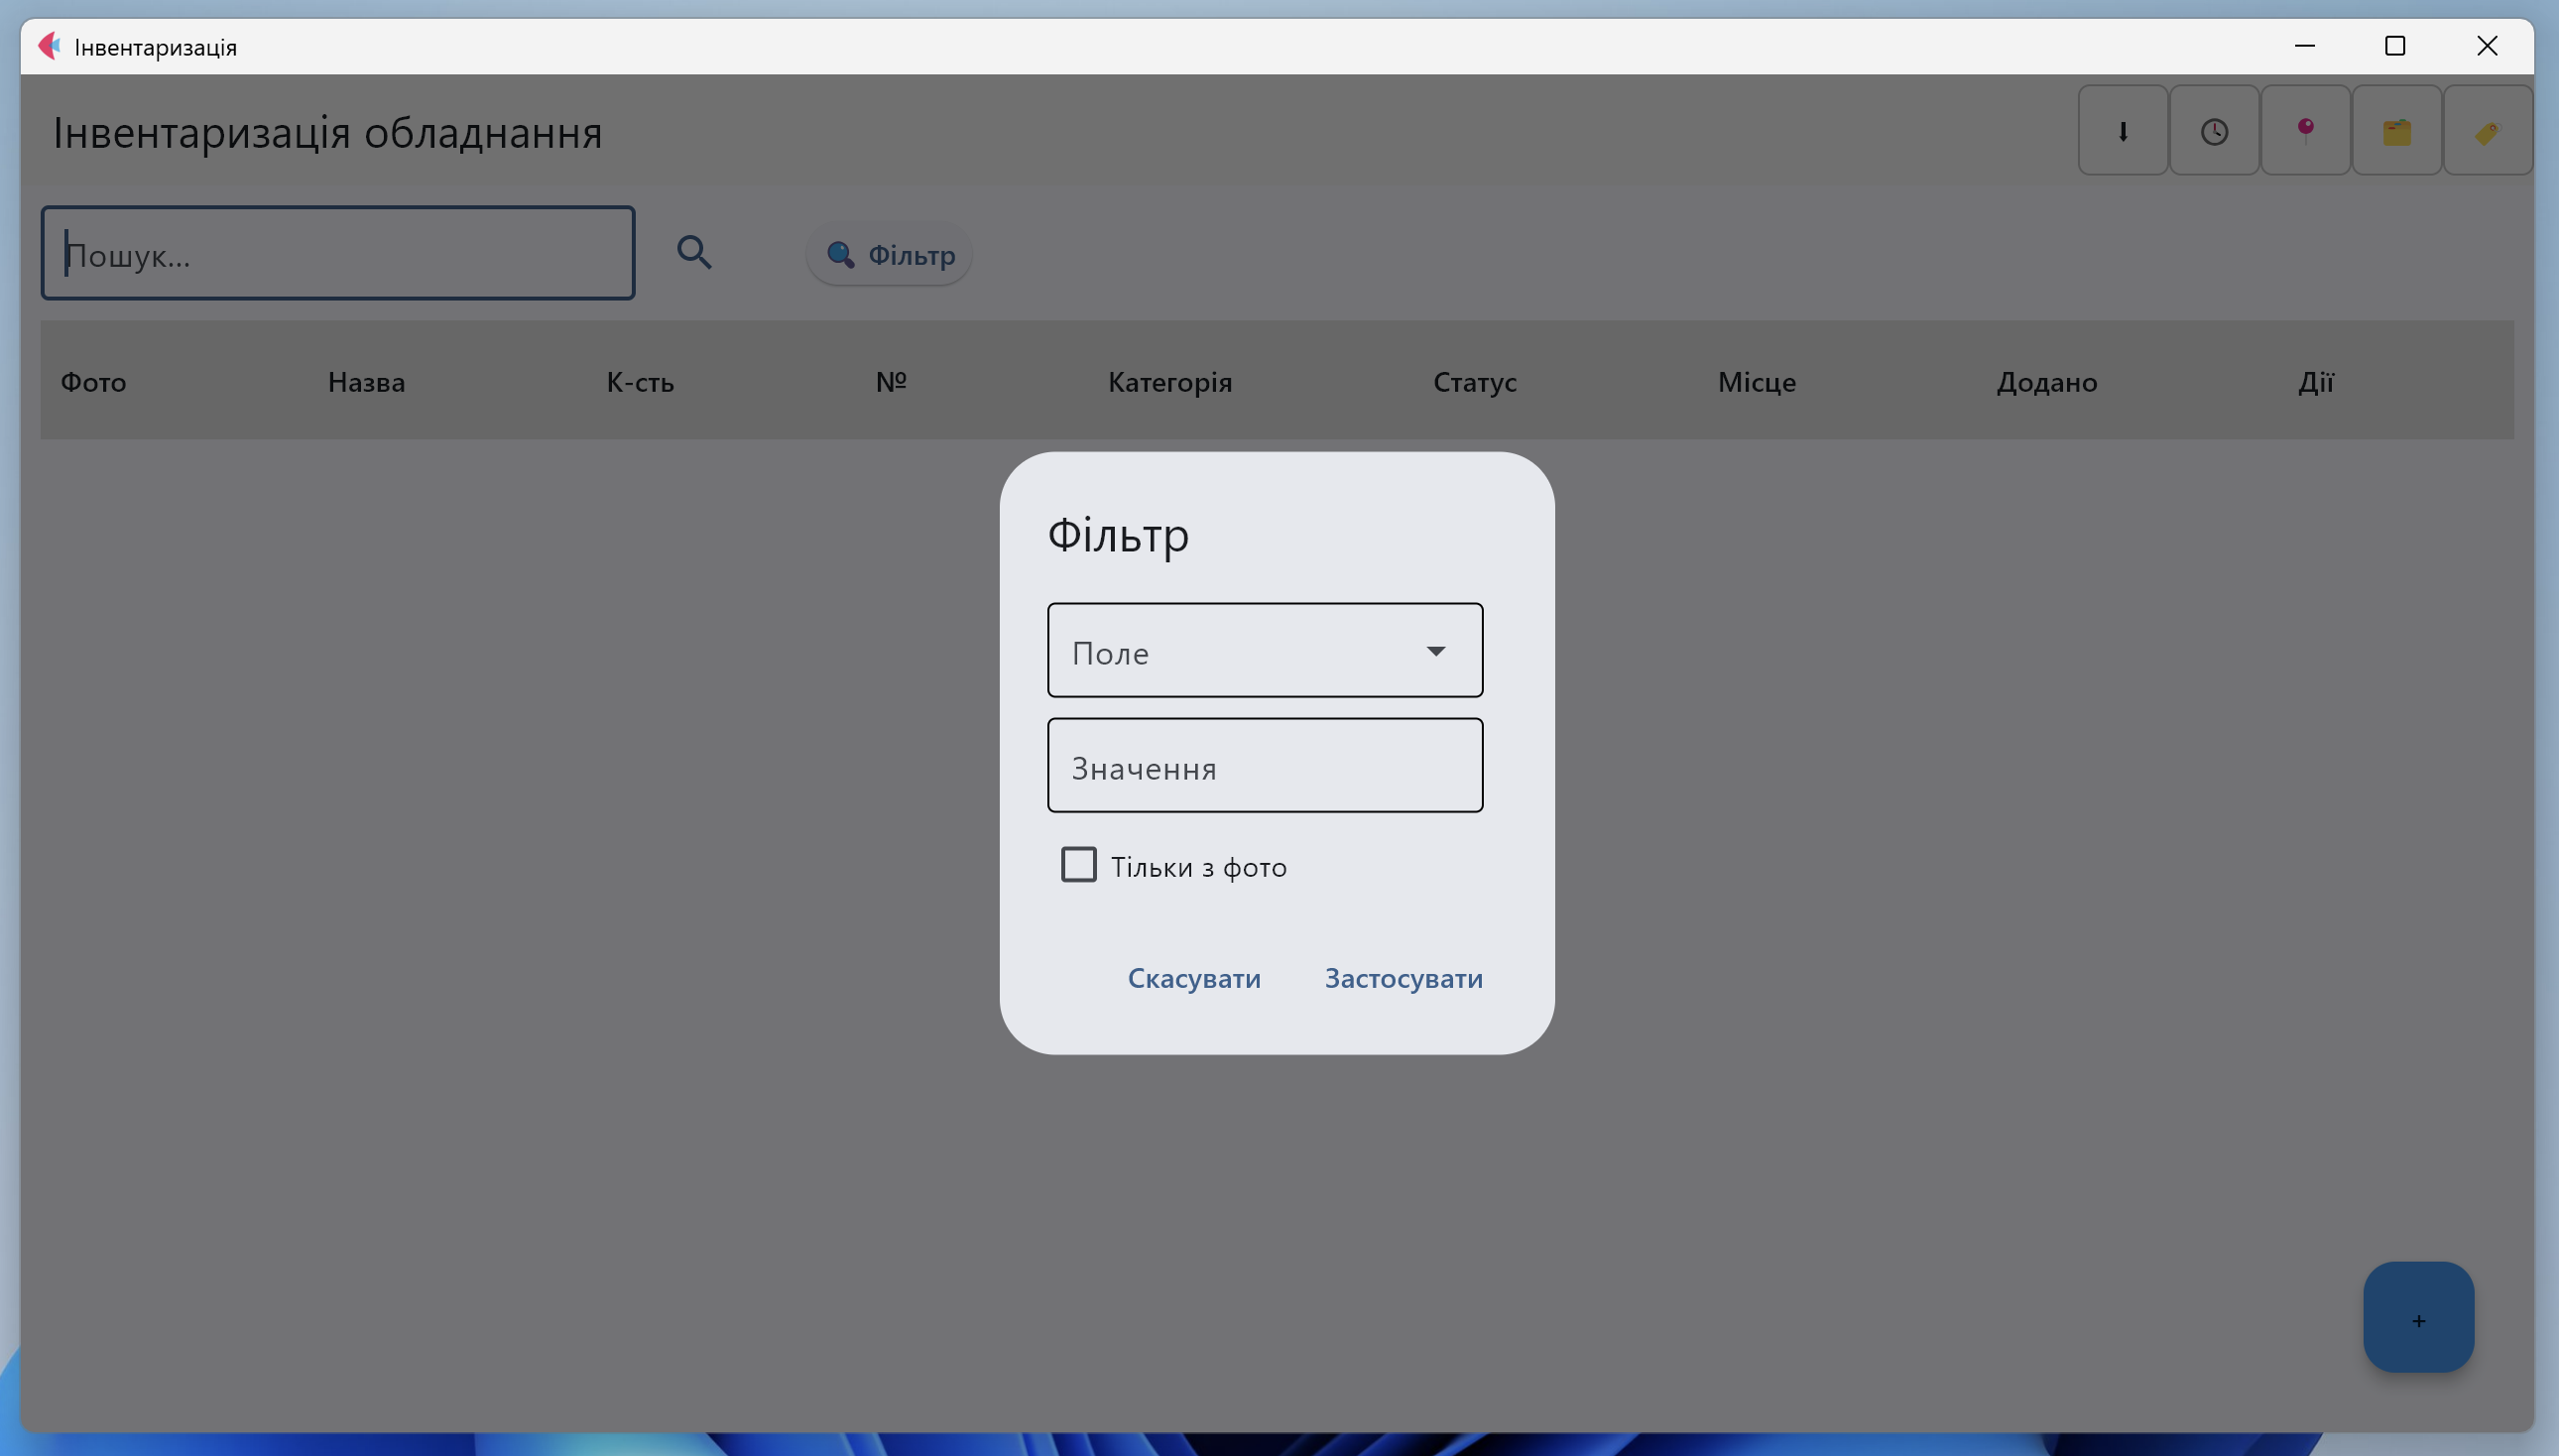 Інвентаризація
Інвентаризація обладнання
Пошук...
Фільтр
Фото Назва К-сть № Категорія Статус Місце Додано Дії
Фільтр
Поле
Значення
Тільки з фото
Скасувати Застосувати
+